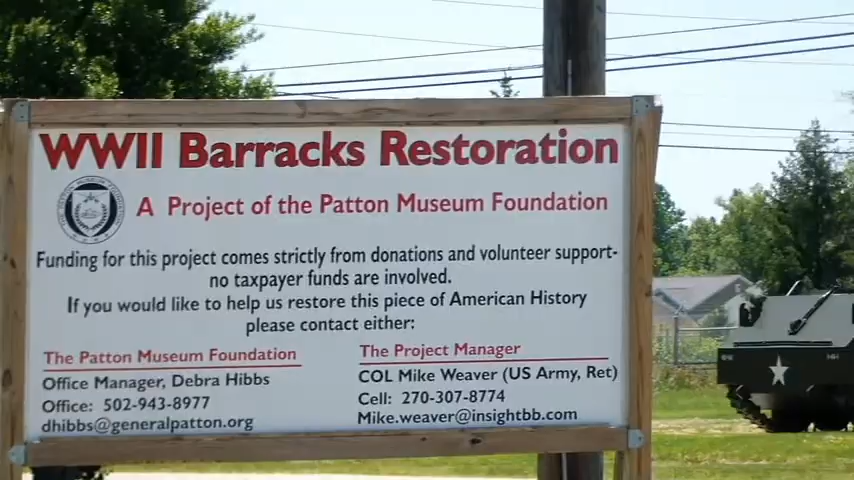 WWII Barracks Restoration
A Project of the Patton Museum Foundation
Funding for this project comes strictly from donations and volunteer support-
no taxpayer funds are involved.
If you would like to help us restore this piece of American History
please contact either:
The Patton Museum Foundation
Office Manager, Debra Hibbs
Office: 502-943-8977
dhibbs@generalpatton.org
The Project Manager
COL Mike Weaver (US Army, Ret)
Cell: 270-307-8774
Mike.weaver@insightbb.com